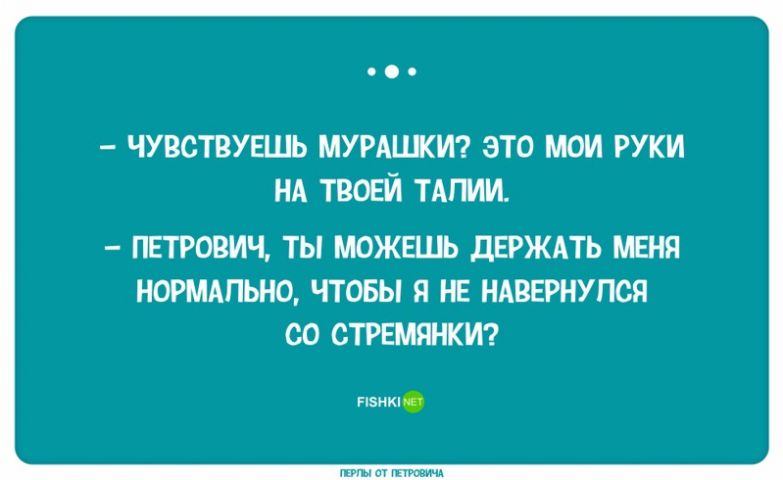 – ЧУВСТВУЕШЬ МУРАШКИ? ЭТО МОИ РУКИ
НА ТВОЕЙ ТАЛИИ.
– ПЕТРОВИЧ, ТЫ МОЖЕШЬ ДЕРЖАТЬ МЕНЯ
НОРМАЛЬНО, ЧТОБЫ Я НЕ НАВЕРНУЛСЯ
СО СТРЕМЯНКИ?
FISHKI NET
ПЕРЛЫ ОТ ПЕТРОВИЧА